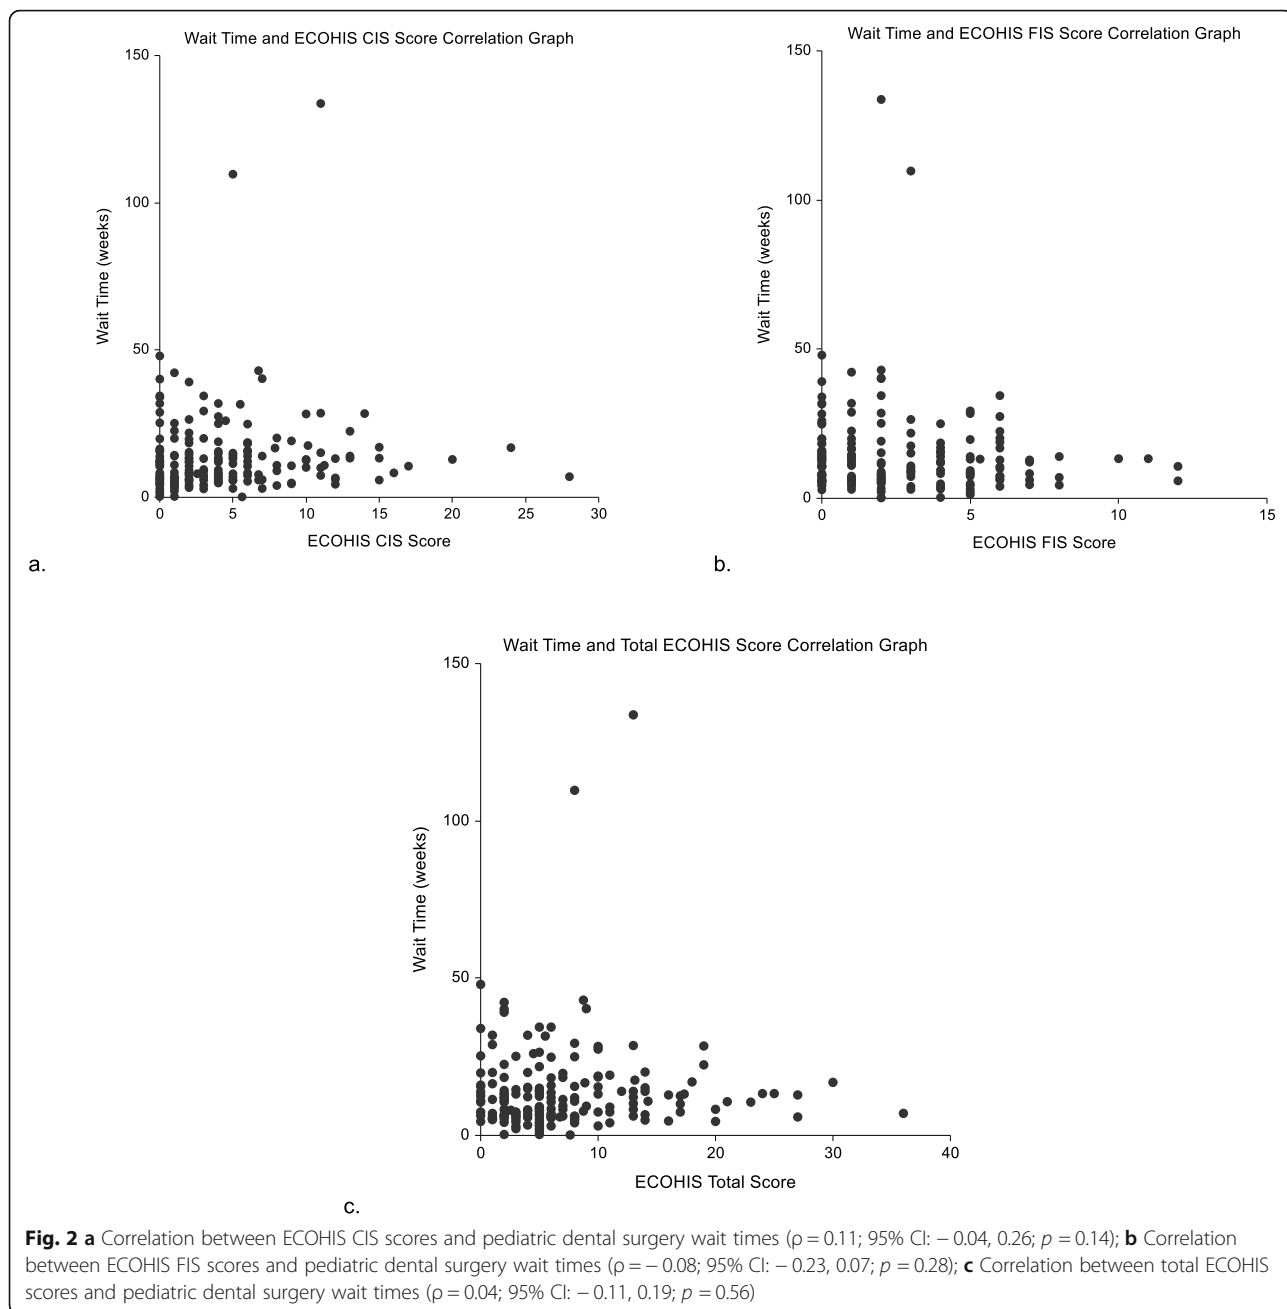 Wait Time and ECOHIS CIS Score Correlation Graph
150
100
50
0
Wait Time (weeks)
0 5 10 15 20 25 30
ECOHIS CIS Score
a.
Wait Time and ECOHIS FIS Score Correlation Graph
150
100
50
0
Wait Time (weeks)
0 5 10 15
ECOHIS FIS Score
b.
Wait Time and Total ECOHIS Score Correlation Graph
150
100
50
0
Wait Time (weeks)
0 10 20 30 40
ECOHIS Total Score
c.
Fig. 2 a Correlation between ECOHIS CIS scores and pediatric dental surgery wait times (ρ = 0.11; 95% CI: − 0.04, 0.26; p = 0.14); b Correlation
between ECOHIS FIS scores and pediatric dental surgery wait times (ρ = − 0.08; 95% CI: − 0.23, 0.07; p = 0.28); c Correlation between total ECOHIS
scores and pediatric dental surgery wait times (ρ = 0.04; 95% CI: − 0.11, 0.19; p = 0.56)